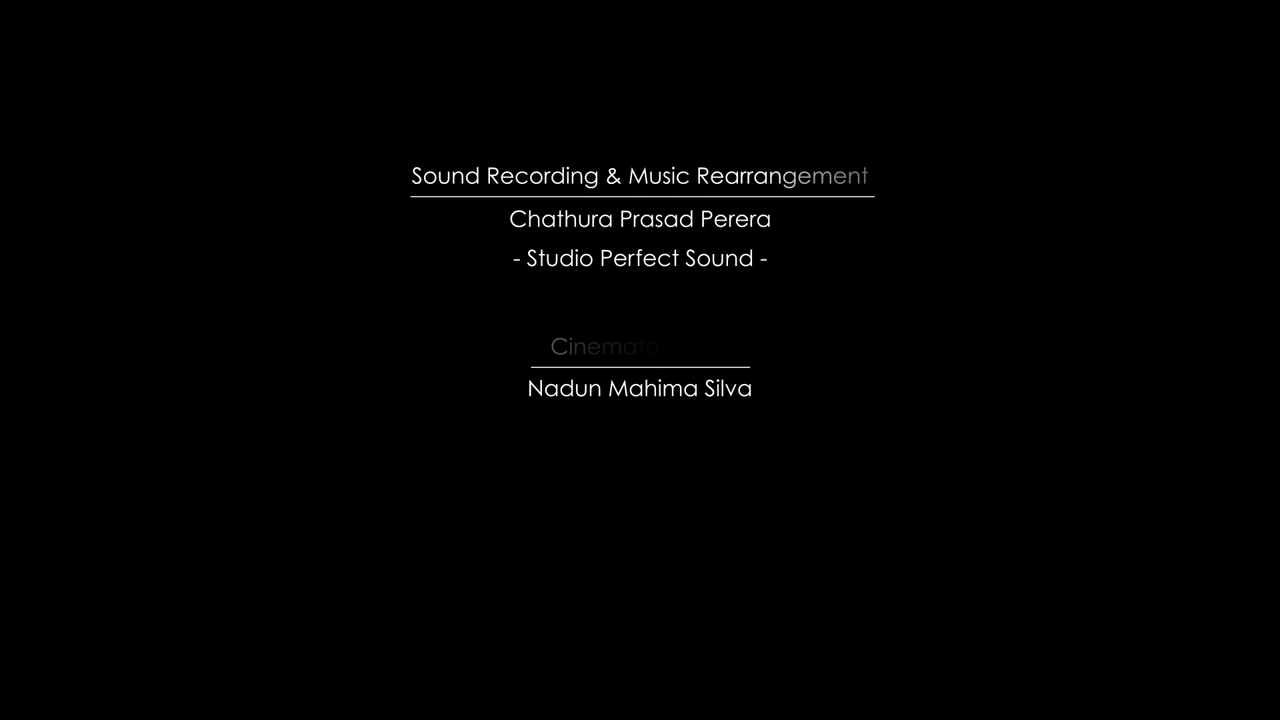 Sound Recording & Music Rearrangement
Chathura Prasad Perera
- Studio Perfect Sound -
Nadun Mahima Silva